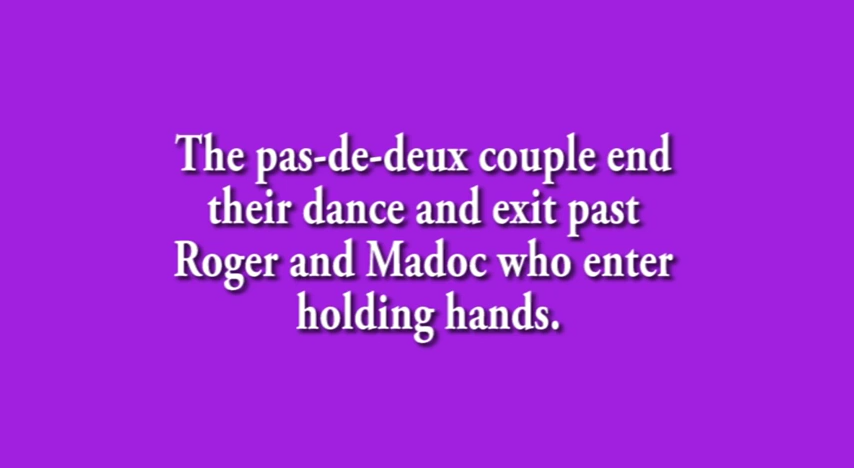 The pas-de-deux couple end
their dance and exit past
Roger and Madoc who enter
holding hands.